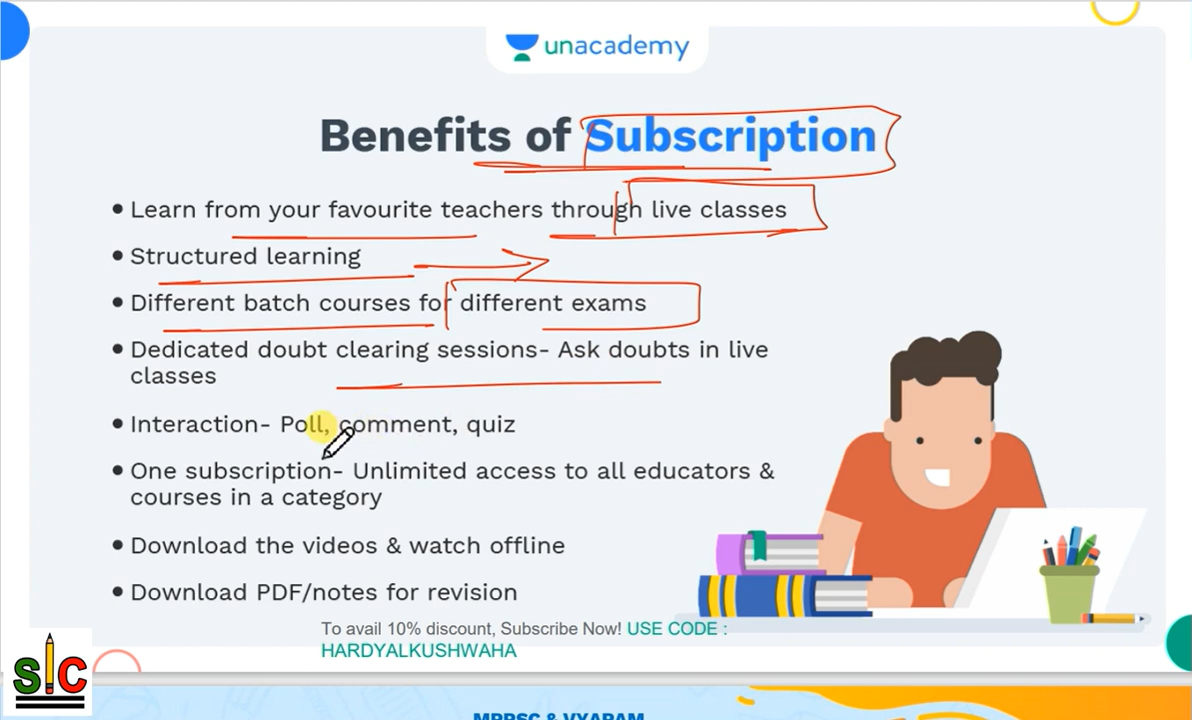 unacademy
Benefits of Subscription
• Learn from your favourite teachers through live classes
• Structured learning
• Different batch courses for different exams
• Dedicated doubt clearing sessions- Ask doubts in live
classes
• Interaction- Poll, comment, quiz
• One subscription- Unlimited access to all educators &
courses in a category
• Download the videos & watch offline
• Download PDF/notes for revision
To avail 10% discount, Subscribe Now! USE CODE :
HARDYALKUSHWAHA
SIC
MPPSC & VYAPAM